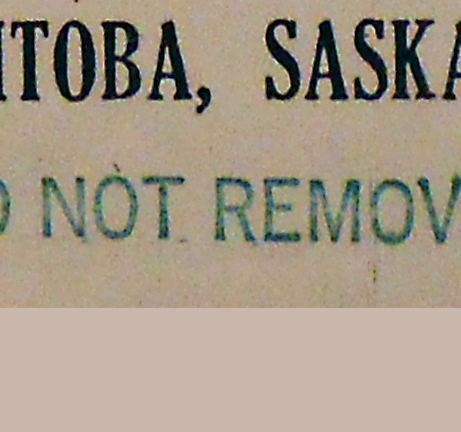 ITOBA, SASKA
O NOT REMOV